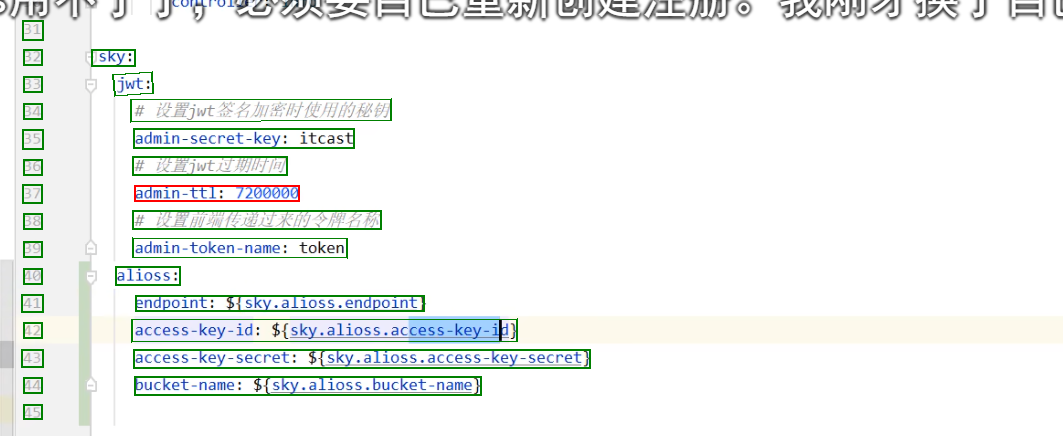 用不了了，必须要自己重新创建注册。我刚才换了自己
31
32 sky:
33 jwt:
34 # 设置jwt签名加密时使用的秘钥
35 admin-secret-key: itcast
36 # 设置jwt过期时间
37 admin-ttl: 7200000
38 # 设置前端传递过来的令牌名称
39 admin-token-name: token
40 alioss:
41 endpoint: ${sky.alioss.endpoint}
42 access-key-id: ${sky.alioss.access-key-id}
43 access-key-secret: ${sky.alioss.access-key-secret}
44 bucket-name: ${sky.alioss.bucket-name}
45